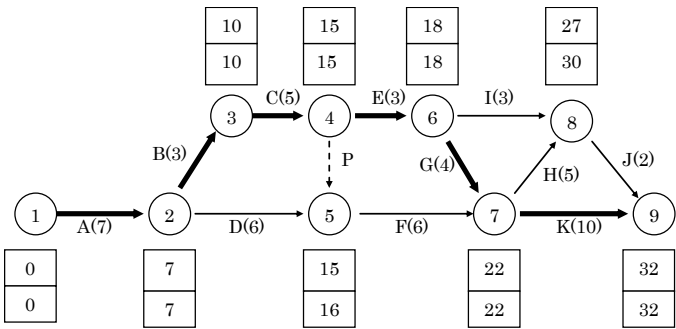 10 15 18 27
10 15 18 30
C(5) E(3) I(3)
3 4 6 8
B(3) P G(4) H(5) J(2)
1 2 5 7 9
A(7) D(6) F(6) K(10)
0 7 15 22 32
0 7 16 22 32